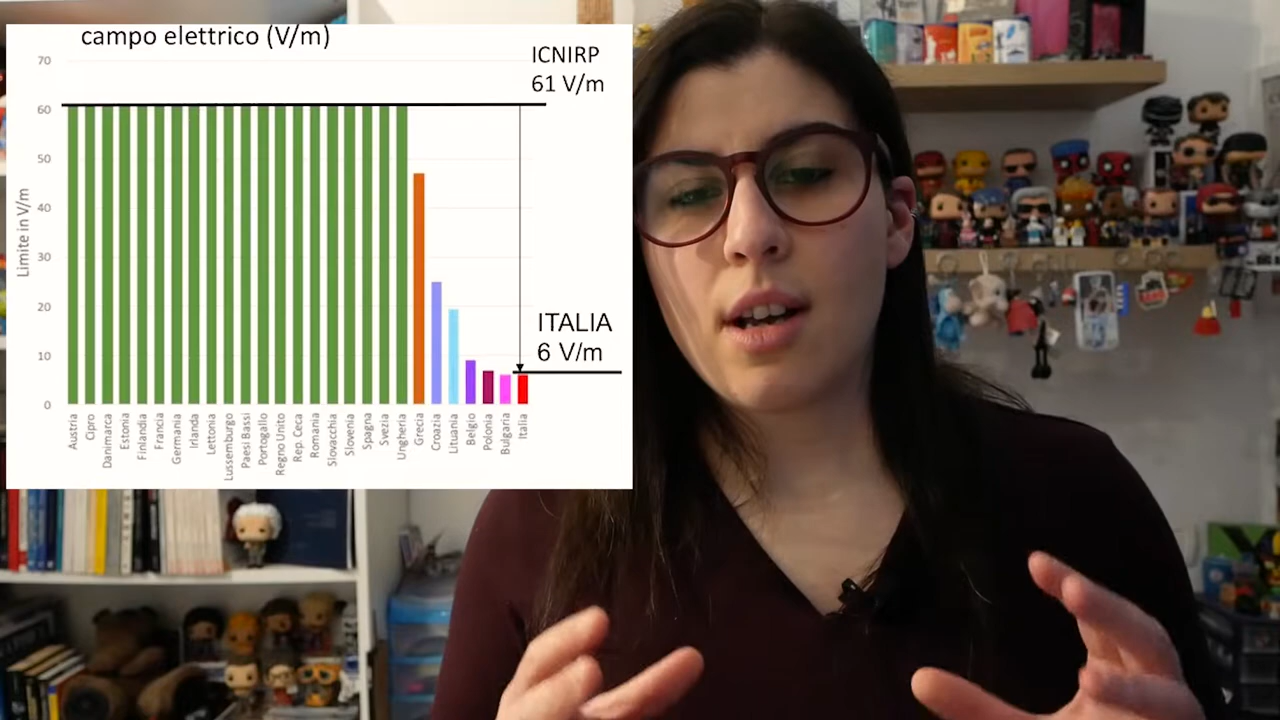 campo elettrico (V/m)
ICNIRP
61 V/m
70
60
50
40
30
20
10
0
Limite in V/m
ITALIA
6 V/m
Austria
Cipro
Danimarca
Estonia
Finlandia
Francia
Germania
Irlanda
Lettonia
Lussemburgo
Paesi Bassi
Portogallo
Regno Unito
Rep. Ceca
Romania
Slovacchia
Slovenia
Spagna
Svezia
Ungheria
Grecia
Croazia
Lituania
Belgio
Polonia
Bulgaria
Italia